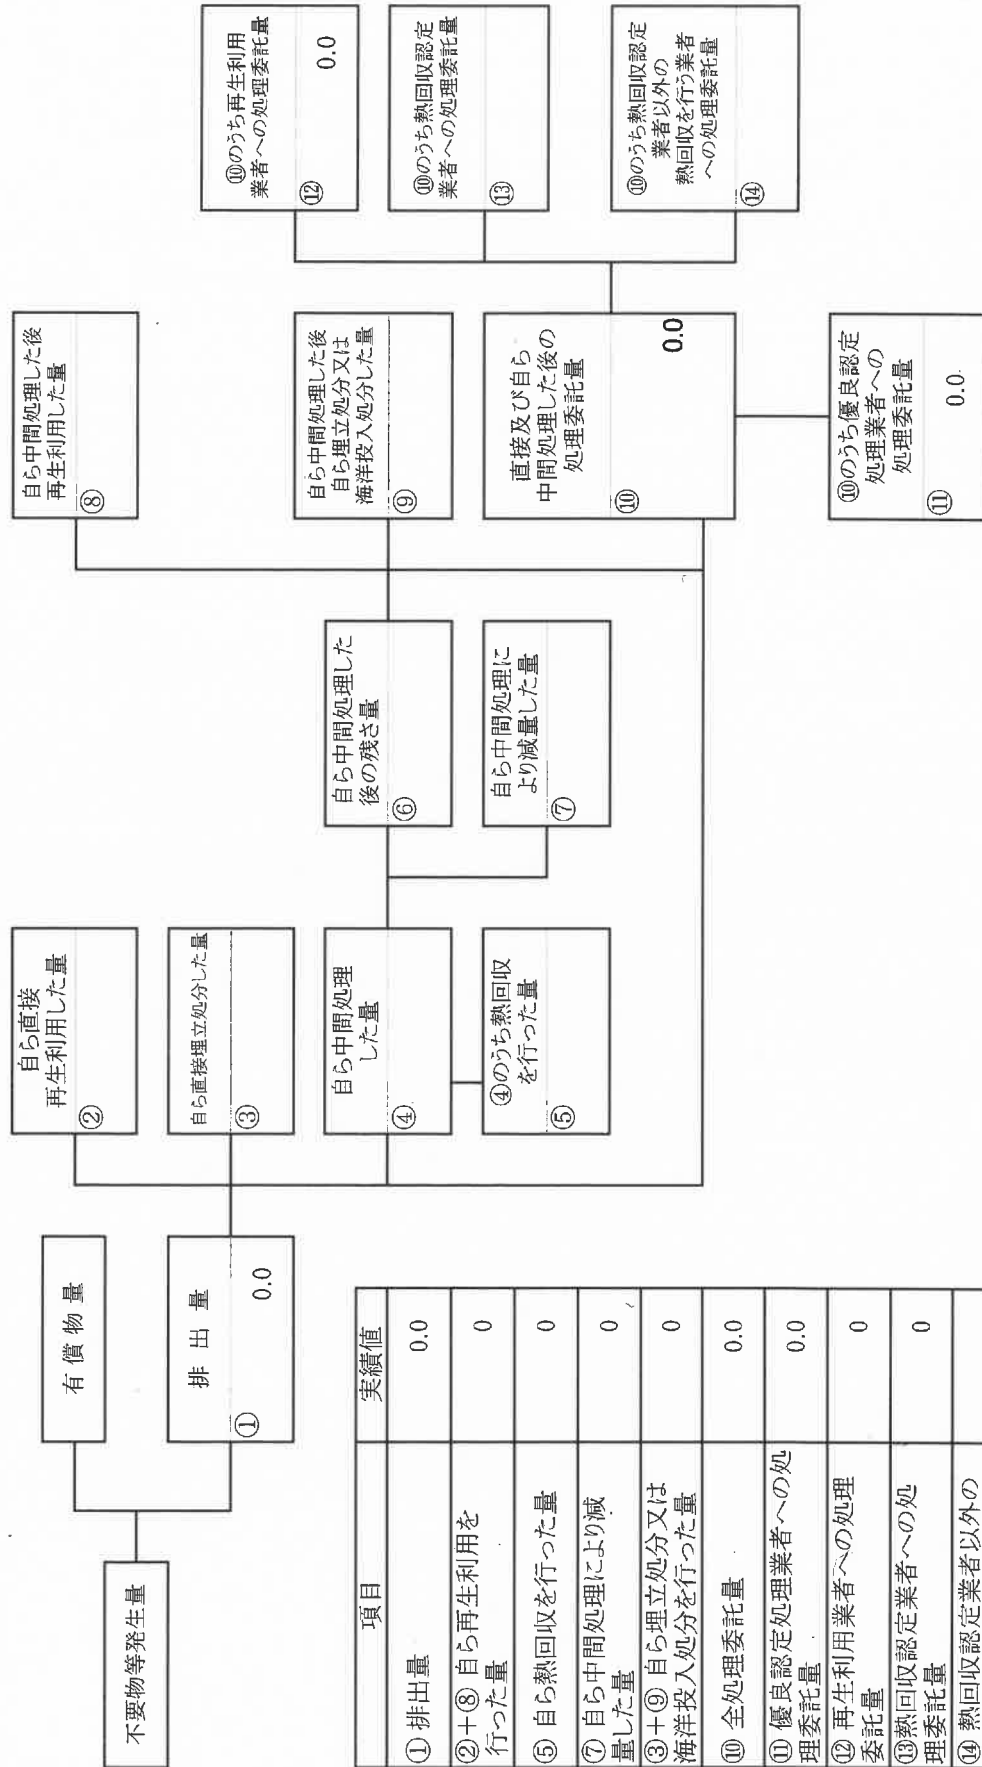 不要物等発生量
有償物量
排出量
①
0.0
自ら直接
再生利用した量
②
自ら直接埋立処分した量
③
自ら中間処理
した量
④
④のうち熱回収
を行った量
⑤
自ら中間処理した
後の残さ量
⑥
自ら中間処理に
より減量した量
⑦
自ら中間処理した後
再生利用した量
⑧
自ら中間処理した後
自ら埋立処分又は
海洋投入処分した量
⑨
直接及び自ら
中間処理した後の
処理委託量
⑩
0.0
⑩のうち優良認定
処理業者への
処理委託量
⑪
0.0
⑩のうち再生利用
業者への処理委託量
⑫
0.0
⑩のうち熱回収認定
業者への処理委託量
⑬
⑩のうち熱回収認定
業者以外の
熱回収を行う業者
への処理委託量
⑭
項目 実績値
①排出量 0.0
②+⑧ 自ら再生利用を
行った量 0
⑤ 自ら熱回収を行った量 0
⑦ 自ら中間処理により減
量した量 0
③+⑨ 自ら埋立処分又は
海洋投入処分を行った量 0
⑩ 全処理委託量 0.0
⑪ 優良認定処理業者への処
理委託量 0.0
⑫ 再生利用業者への処理
委託量 0
⑬熱回収認定業者への処
理委託量 0
⑭ 熱回収認定業者以外の